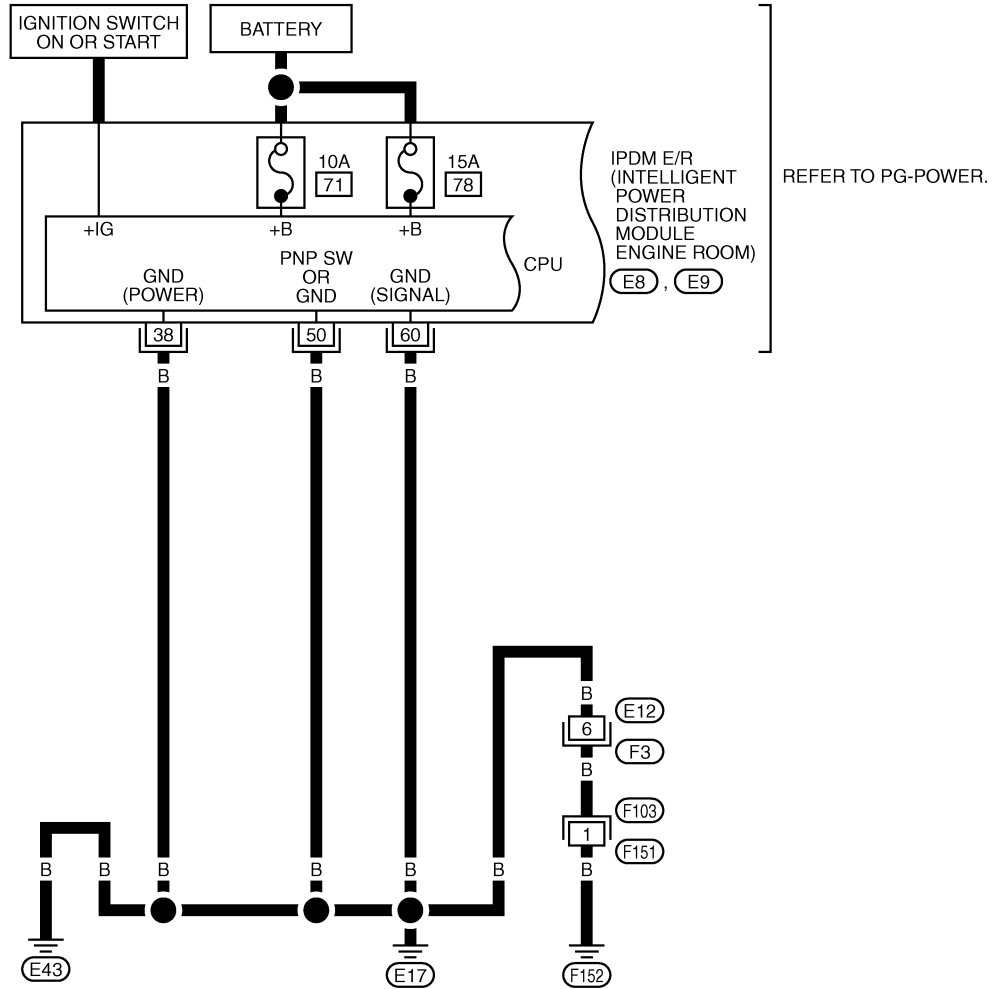 IGNITION SWITCH
ON OR START
BATTERY
10A
71
15A
78
IPDM E/R
(INTELLIGENT
POWER
DISTRIBUTION
MODULE
ENGINE ROOM)
E8 , E9
REFER TO PG-POWER.
+IG
+B
+B
CPU
GND
(POWER)
PNP SW
OR
GND
GND
(SIGNAL)
38
50
60
B
B
B
B
E12
6
F3
B
F103
1
F151
B
B
B
B
B
B
B
E43
E17
F152